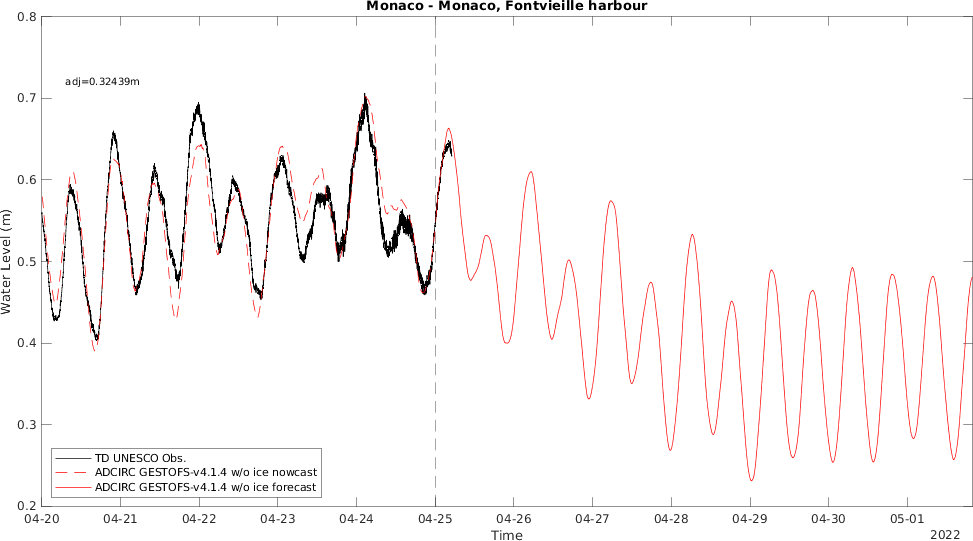 Monaco - Monaco, Fontvieille harbour
0.8
adj=0.32439m
0.7
0.6
0.5
0.4
0.3
0.2
Water Level (m)
TD UNESCO Obs.
ADCIRC GESTOFS-v4.1.4 w/o ice nowcast
ADCIRC GESTOFS-v4.1.4 w/o ice forecast
04-20 04-21 04-22 04-23 04-24 04-25 04-26 04-27 04-28 04-29 04-30 05-01
Time
2022